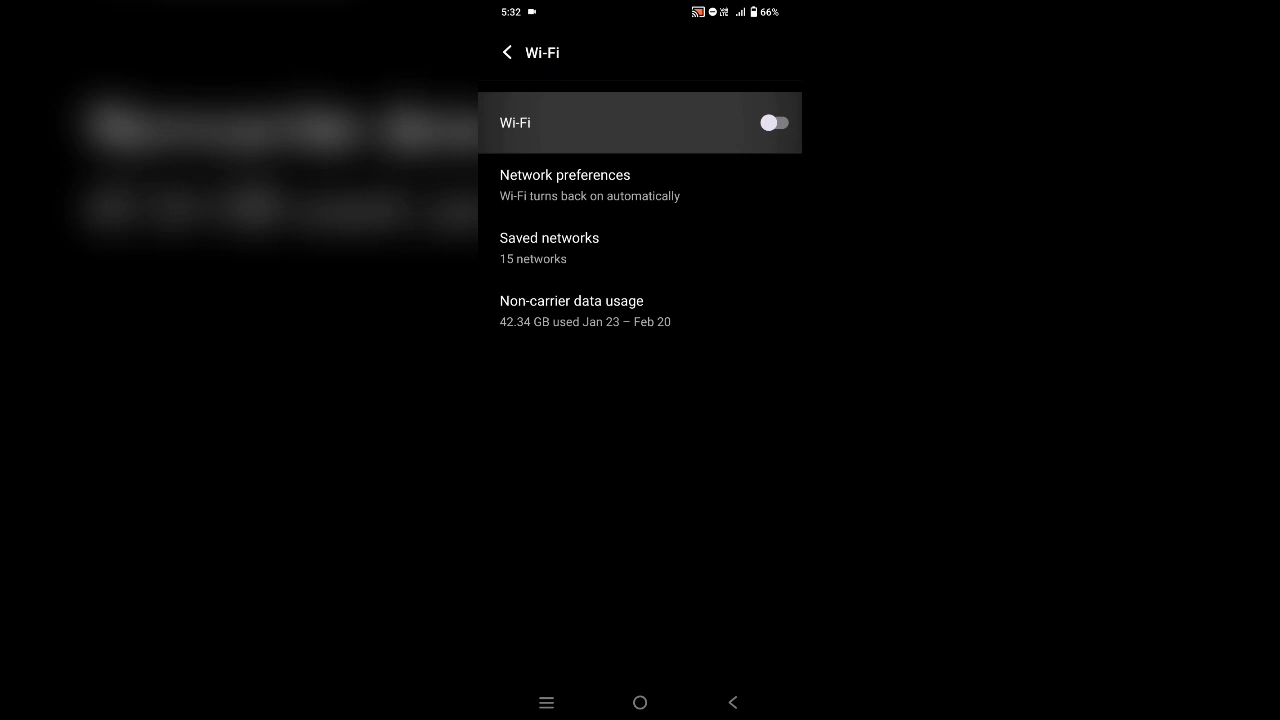 5:32 66%
Wi-Fi
Wi-Fi
Network preferences
Wi-Fi turns back on automatically
Saved networks
15 networks
Non-carrier data usage
42.34 GB used Jan 23 – Feb 20